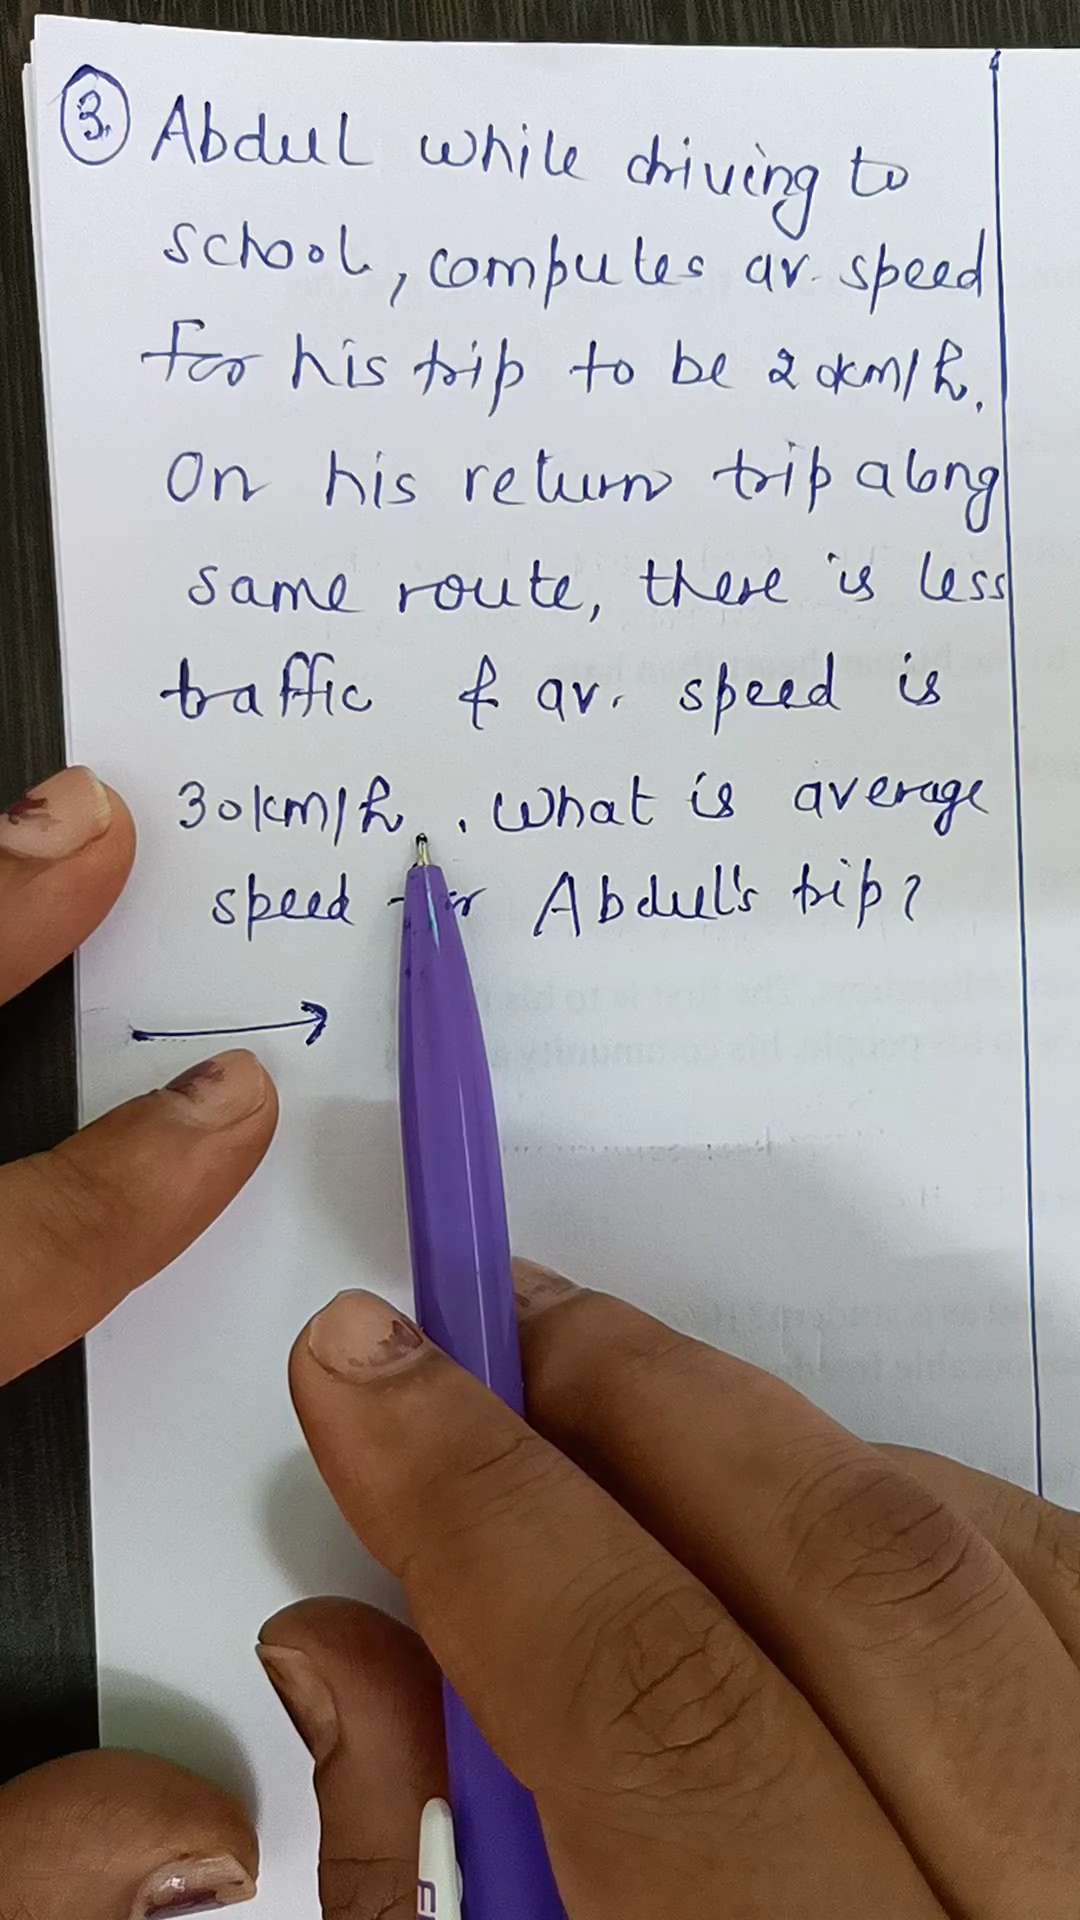 3. Abdul while driving to
school, computes av. speed
for his trip to be 20km/h.
On his return trip along
same route, there is less
traffic & av. speed is
30km/h. What is average
speed Abdul's trip?